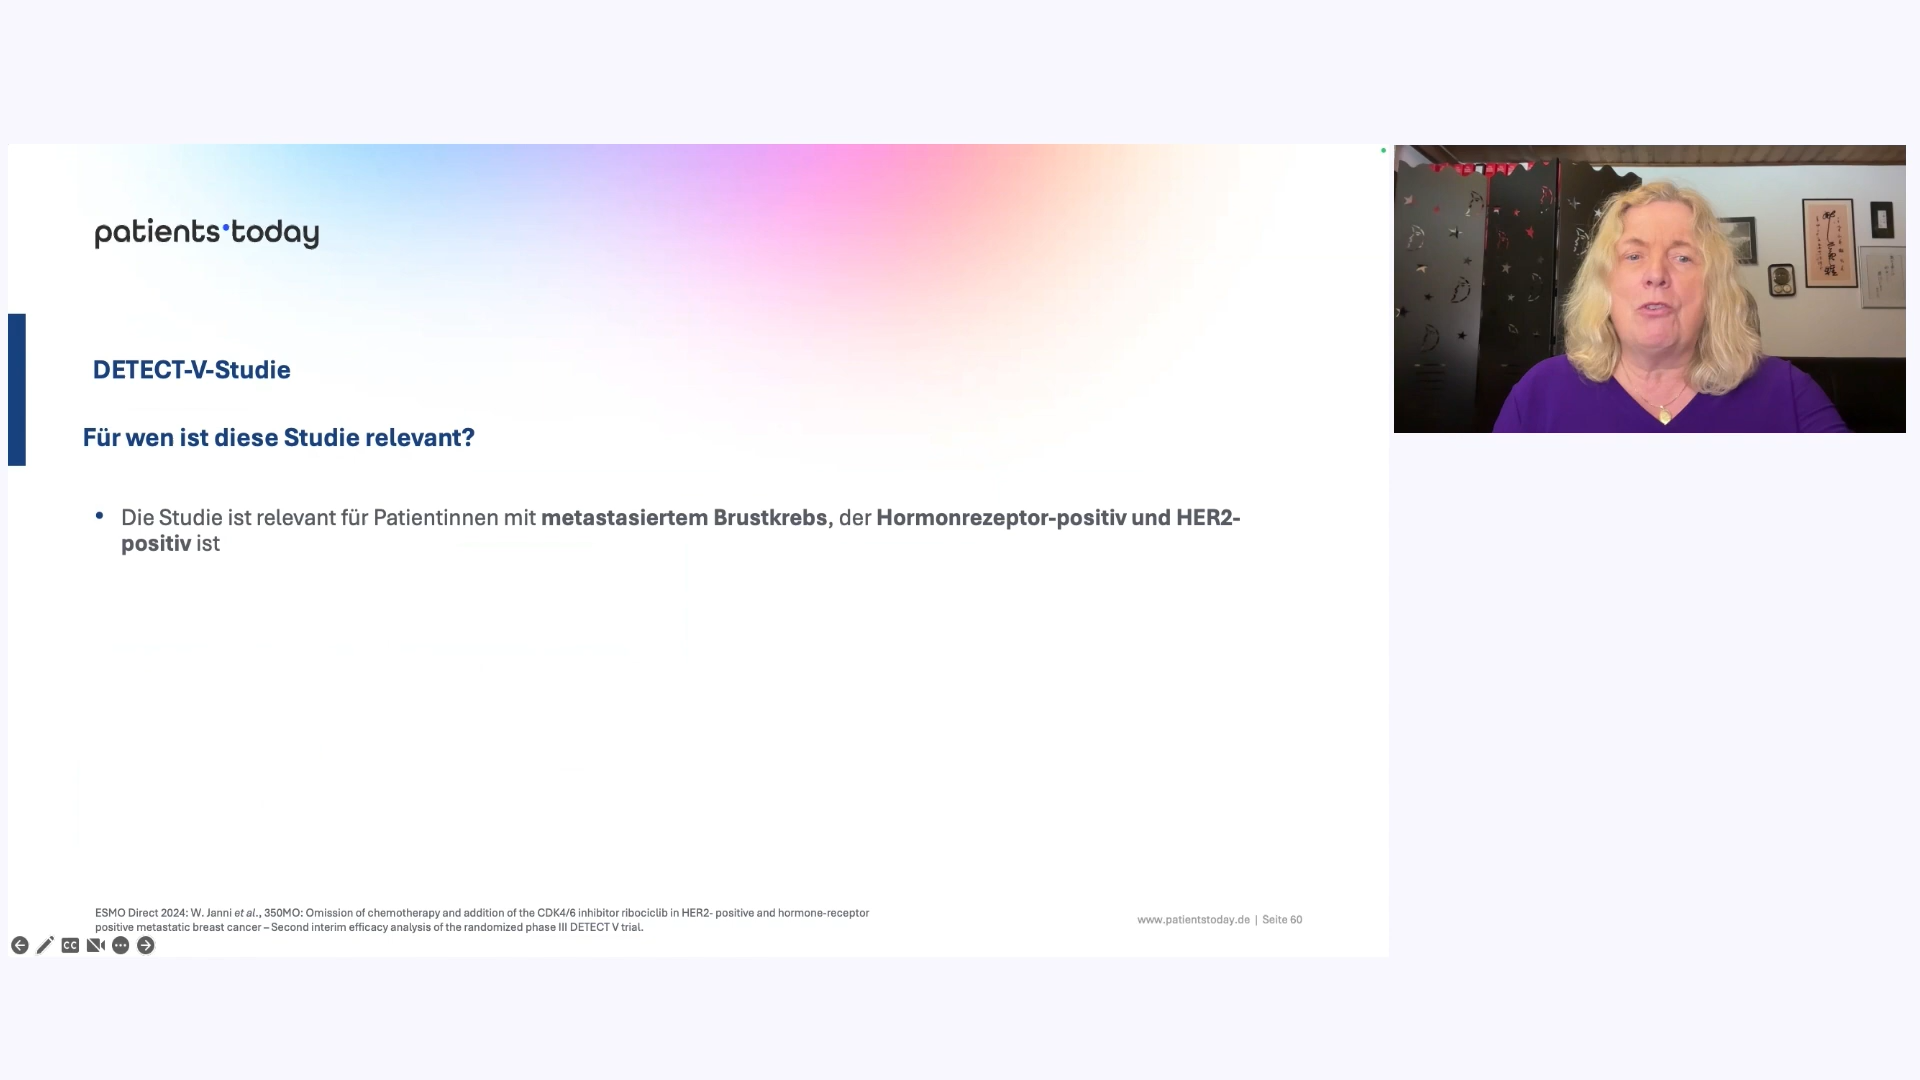 patients·today
DETECT-V-Studie
Für wen ist diese Studie relevant?
• Die Studie ist relevant für Patientinnen mit metastasiertem Brustkrebs, der Hormonrezeptor-positiv und HER2-
positiv ist
ESMO Direct 2024: W. Janni et al., 350MO: Omission of chemotherapy and addition of the CDK4/6 inhibitor ribociclib in HER2- positive and hormone-receptor
positive metastatic breast cancer – Second interim efficacy analysis of the randomized phase III DETECT V trial.
www.patientstoday.de | Seite 60
CC